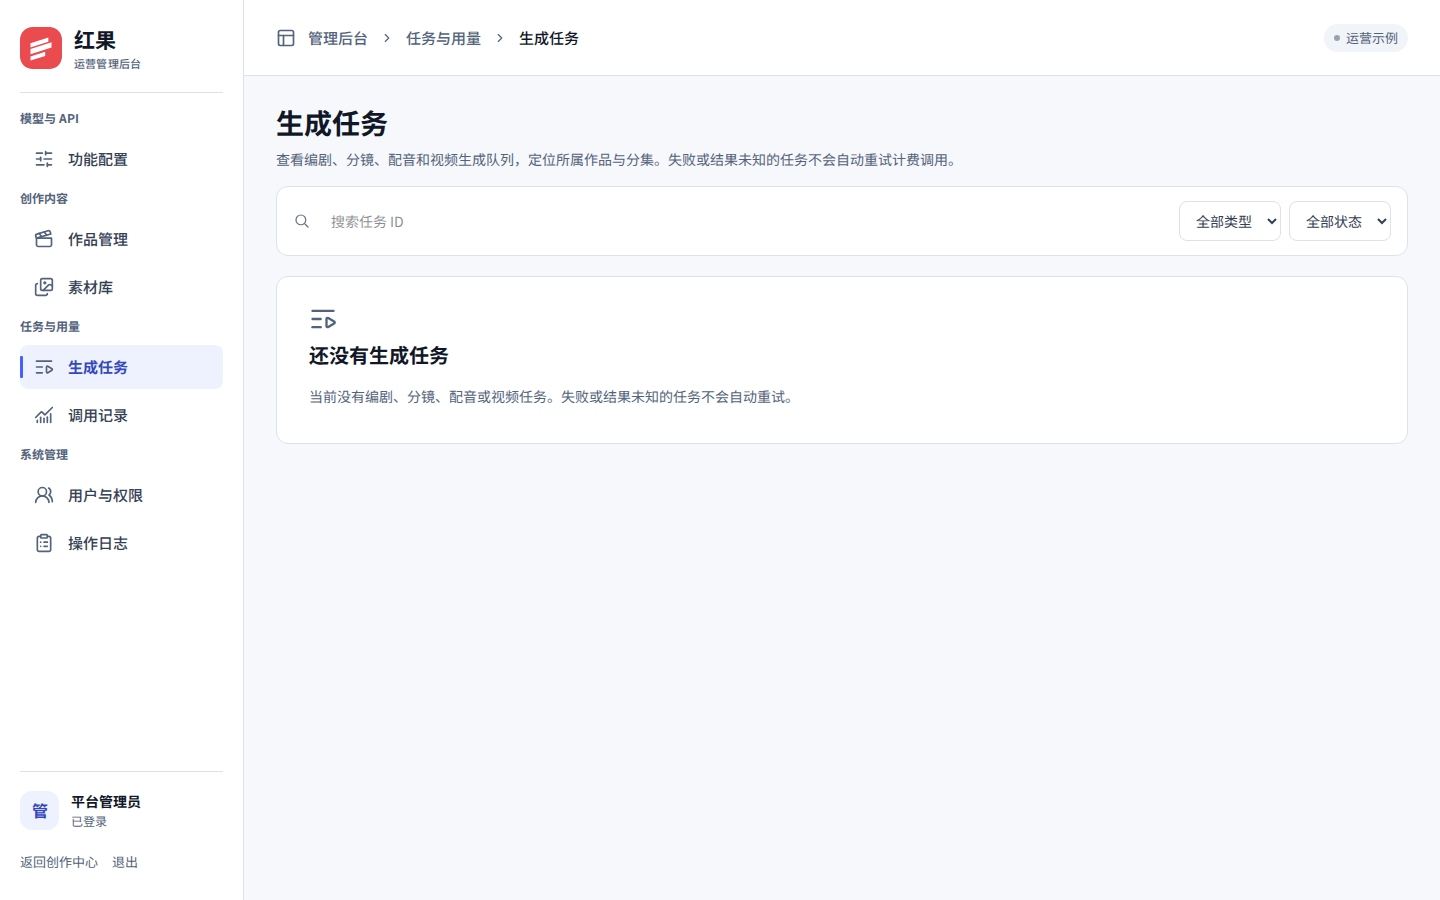 红果
运营管理后台
模型与 API
功能配置
创作内容
作品管理
素材库
任务与用量
生成任务
调用记录
系统管理
用户与权限
操作日志
管
平台管理员
已登录
返回创作中心 退出
管理后台 > 任务与用量 > 生成任务
运营示例
生成任务
查看编剧、分镜、配音和视频生成队列，定位所属作品与分集。失败或结果未知的任务不会自动重试计费调用。
搜索任务 ID
全部类型
全部状态
还没有生成任务
当前没有编剧、分镜、配音或视频任务。失败或结果未知的任务不会自动重试。